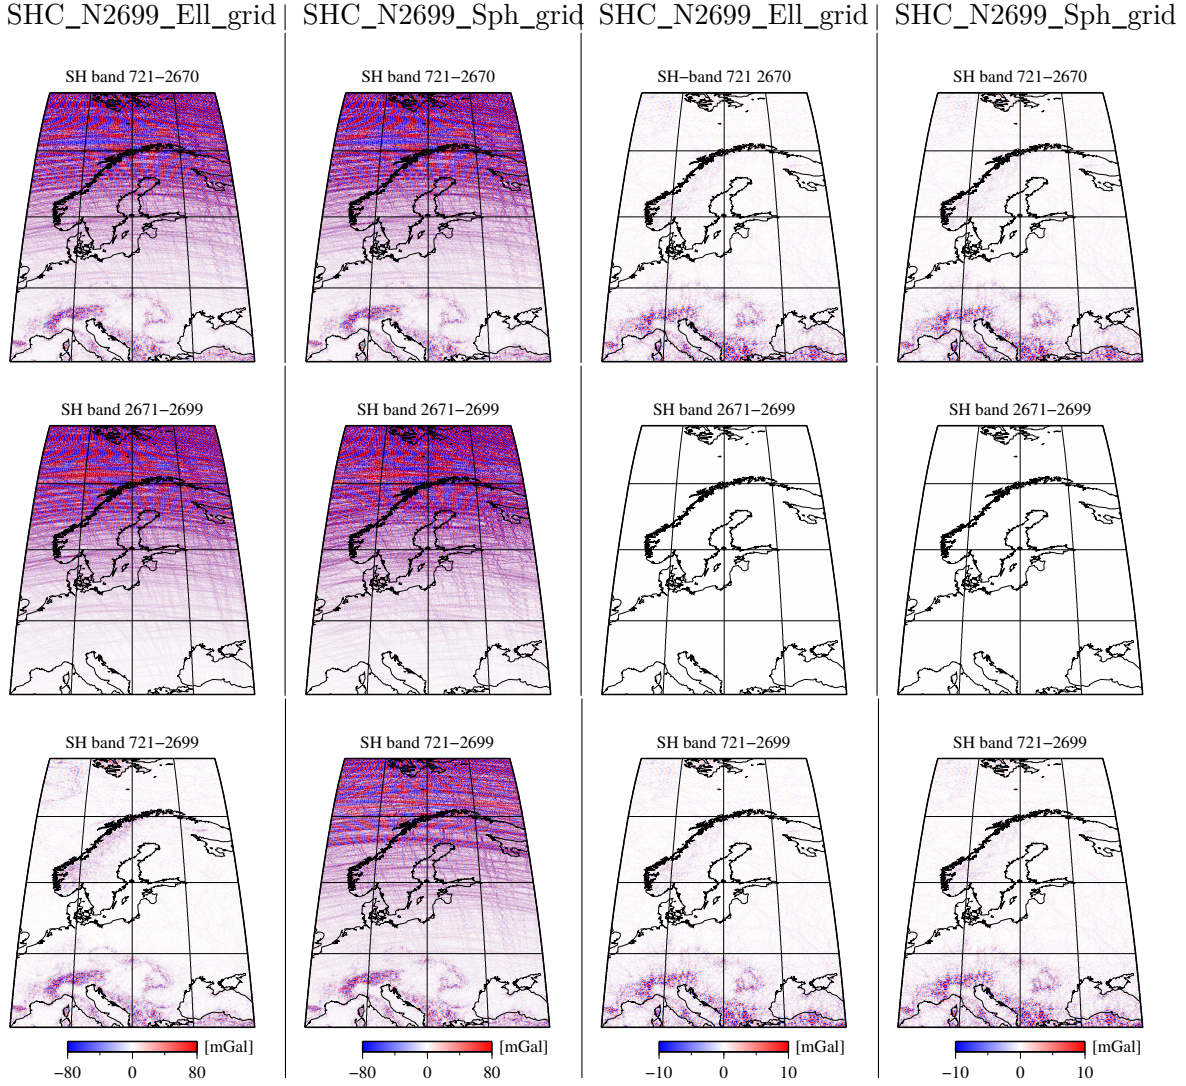 SHC_N2699_Ell_grid SHC_N2699_Sph_grid SHC_N2699_Ell_grid SHC_N2699_Sph_grid
SH band 721−2670 SH band 721−2670 SH−band 721 2670 SH band 721−2670
SH band 2671−2699 SH band 2671−2699 SH band 2671−2699 SH band 2671−2699
SH band 721−2699 SH band 721−2699 SH band 721−2699 SH band 721−2699
[mGal] [mGal] [mGal] [mGal]
−80 0 80 −80 0 80 −10 0 10 −10 0 10